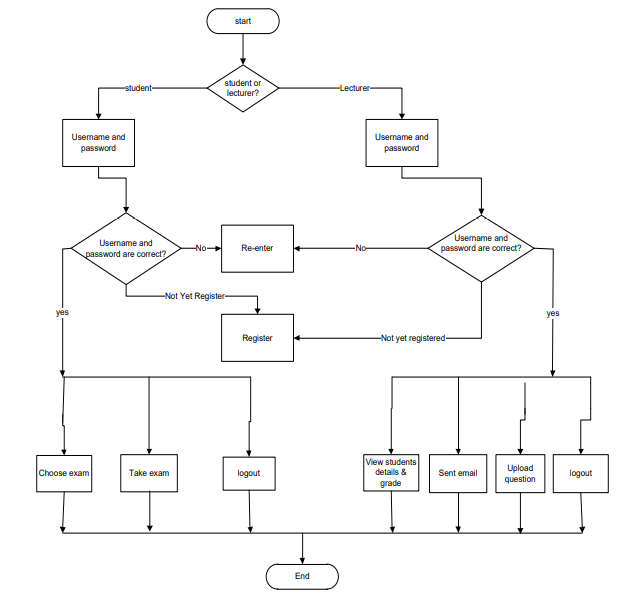 start
student or
lecturer?
student
Lecturer
Username and
password
Username and
password
Username and
password are correct?
No
Re-enter
No
Username and
password are correct?
Not Yet Register
yes
yes
Register
Not yet registered
Choose exam
Take exam
logout
View students
details &
grade
Sent email
Upload
question
logout
End